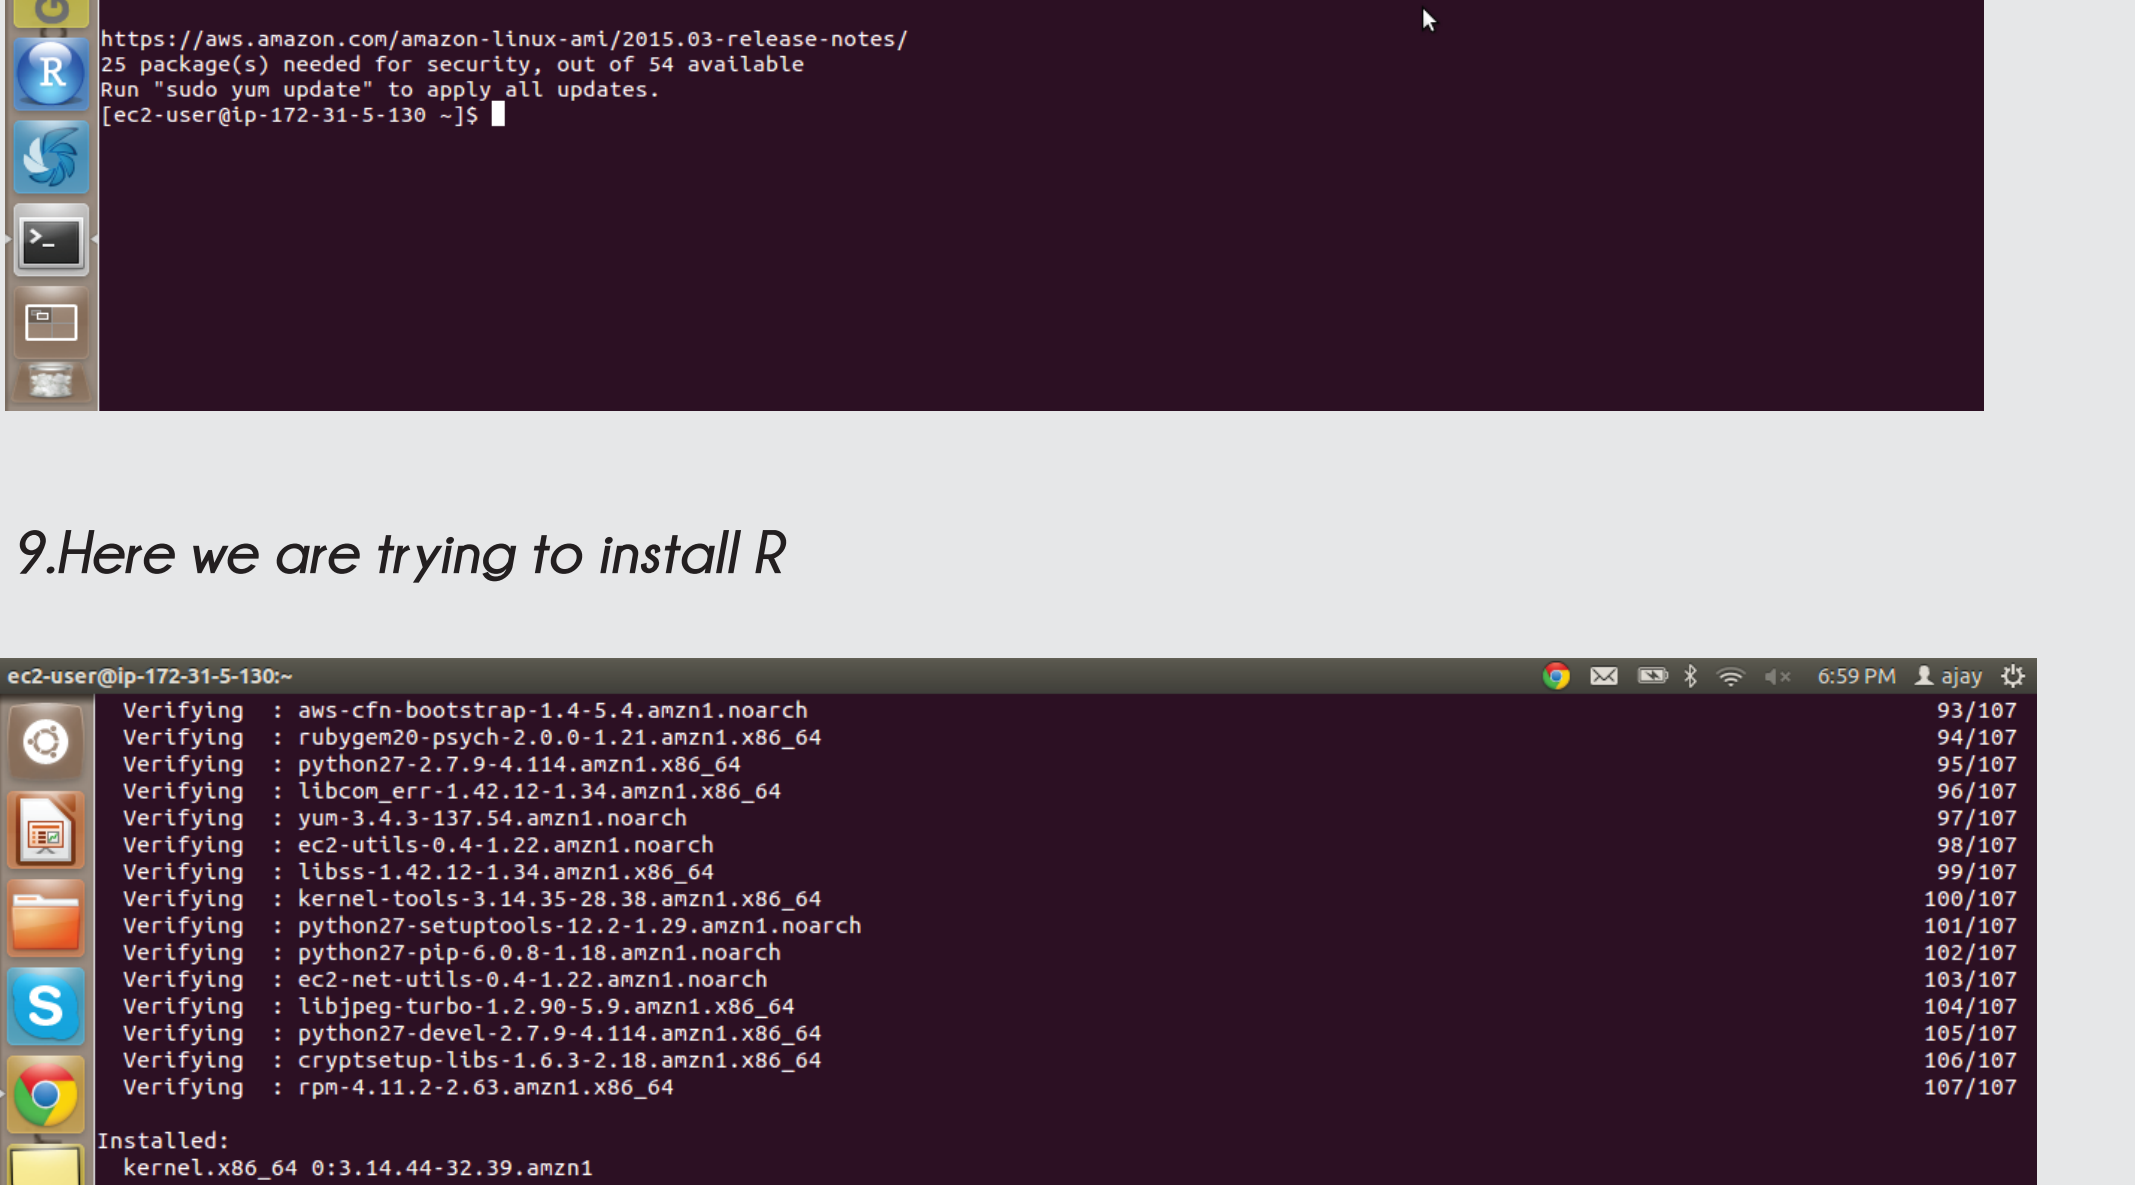 https://aws.amazon.com/amazon-linux-ami/2015.03-release-notes/
25 package(s) needed for security, out of 54 available
Run "sudo yum update" to apply all updates.
[ec2-user@ip-172-31-5-130 ~]$
9.Here we are trying to install R
ec2-user@ip-172-31-5-130:~ 6:59 PM ajay
Verifying : aws-cfn-bootstrap-1.4-5.4.amzn1.noarch 93/107
Verifying : rubygem20-psych-2.0.0-1.21.amzn1.x86_64 94/107
Verifying : python27-2.7.9-4.114.amzn1.x86_64 95/107
Verifying : libcom_err-1.42.12-1.34.amzn1.x86_64 96/107
Verifying : yum-3.4.3-137.54.amzn1.noarch 97/107
Verifying : ec2-utils-0.4-1.22.amzn1.noarch 98/107
Verifying : libss-1.42.12-1.34.amzn1.x86_64 99/107
Verifying : kernel-tools-3.14.35-28.38.amzn1.x86_64 100/107
Verifying : python27-setuptools-12.2-1.29.amzn1.noarch 101/107
Verifying : python27-pip-6.0.8-1.18.amzn1.noarch 102/107
Verifying : ec2-net-utils-0.4-1.22.amzn1.noarch 103/107
Verifying : libjpeg-turbo-1.2.90-5.9.amzn1.x86_64 104/107
Verifying : python27-devel-2.7.9-4.114.amzn1.x86_64 105/107
Verifying : cryptsetup-libs-1.6.3-2.18.amzn1.x86_64 106/107
Verifying : rpm-4.11.2-2.63.amzn1.x86_64 107/107
Installed:
kernel.x86_64 0:3.14.44-32.39.amzn1